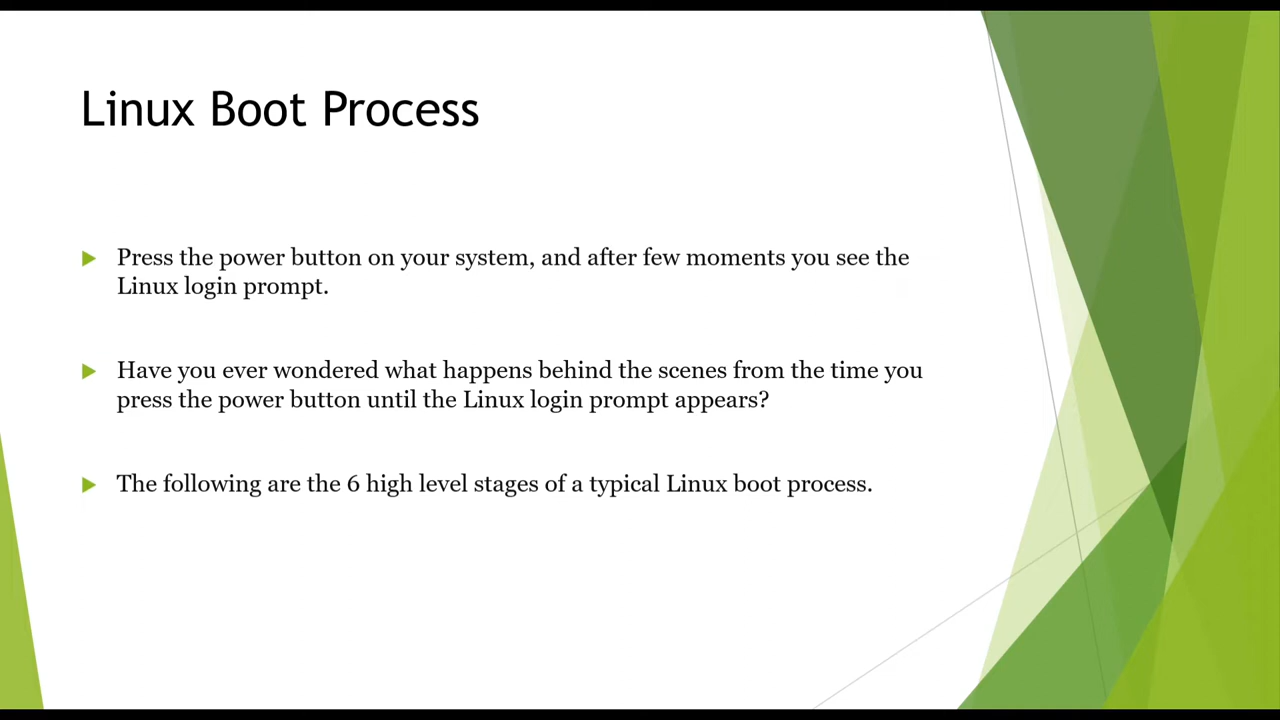 Linux Boot Process
Press the power button on your system, and after few moments you see the
Linux login prompt.
Have you ever wondered what happens behind the scenes from the time you
press the power button until the Linux login prompt appears?
The following are the 6 high level stages of a typical Linux boot process.